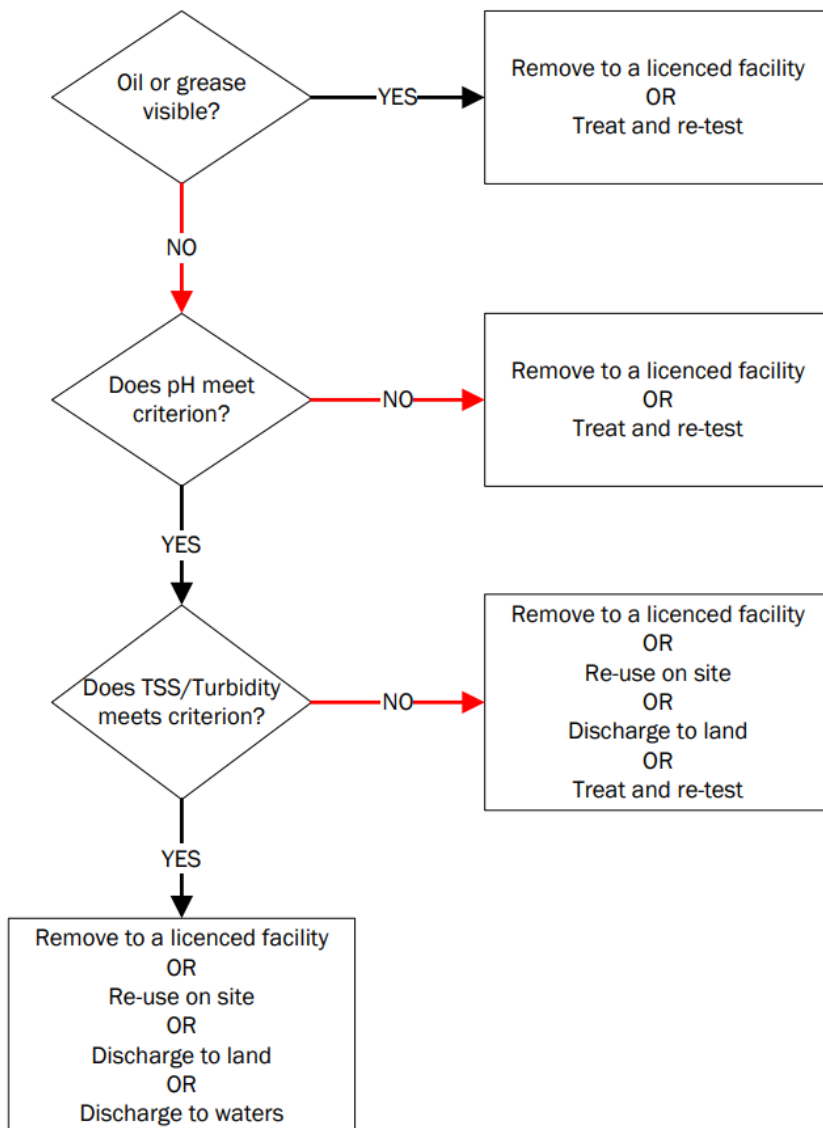 Oil or grease
visible?
YES
Remove to a licenced facility
OR
Treat and re-test
NO
Does pH meet
criterion?
NO
Remove to a licenced facility
OR
Treat and re-test
YES
Does TSS/Turbidity
meets criterion?
NO
Remove to a licenced facility
OR
Re-use on site
OR
Discharge to land
OR
Treat and re-test
YES
Remove to a licenced facility
OR
Re-use on site
OR
Discharge to land
OR
Discharge to waters